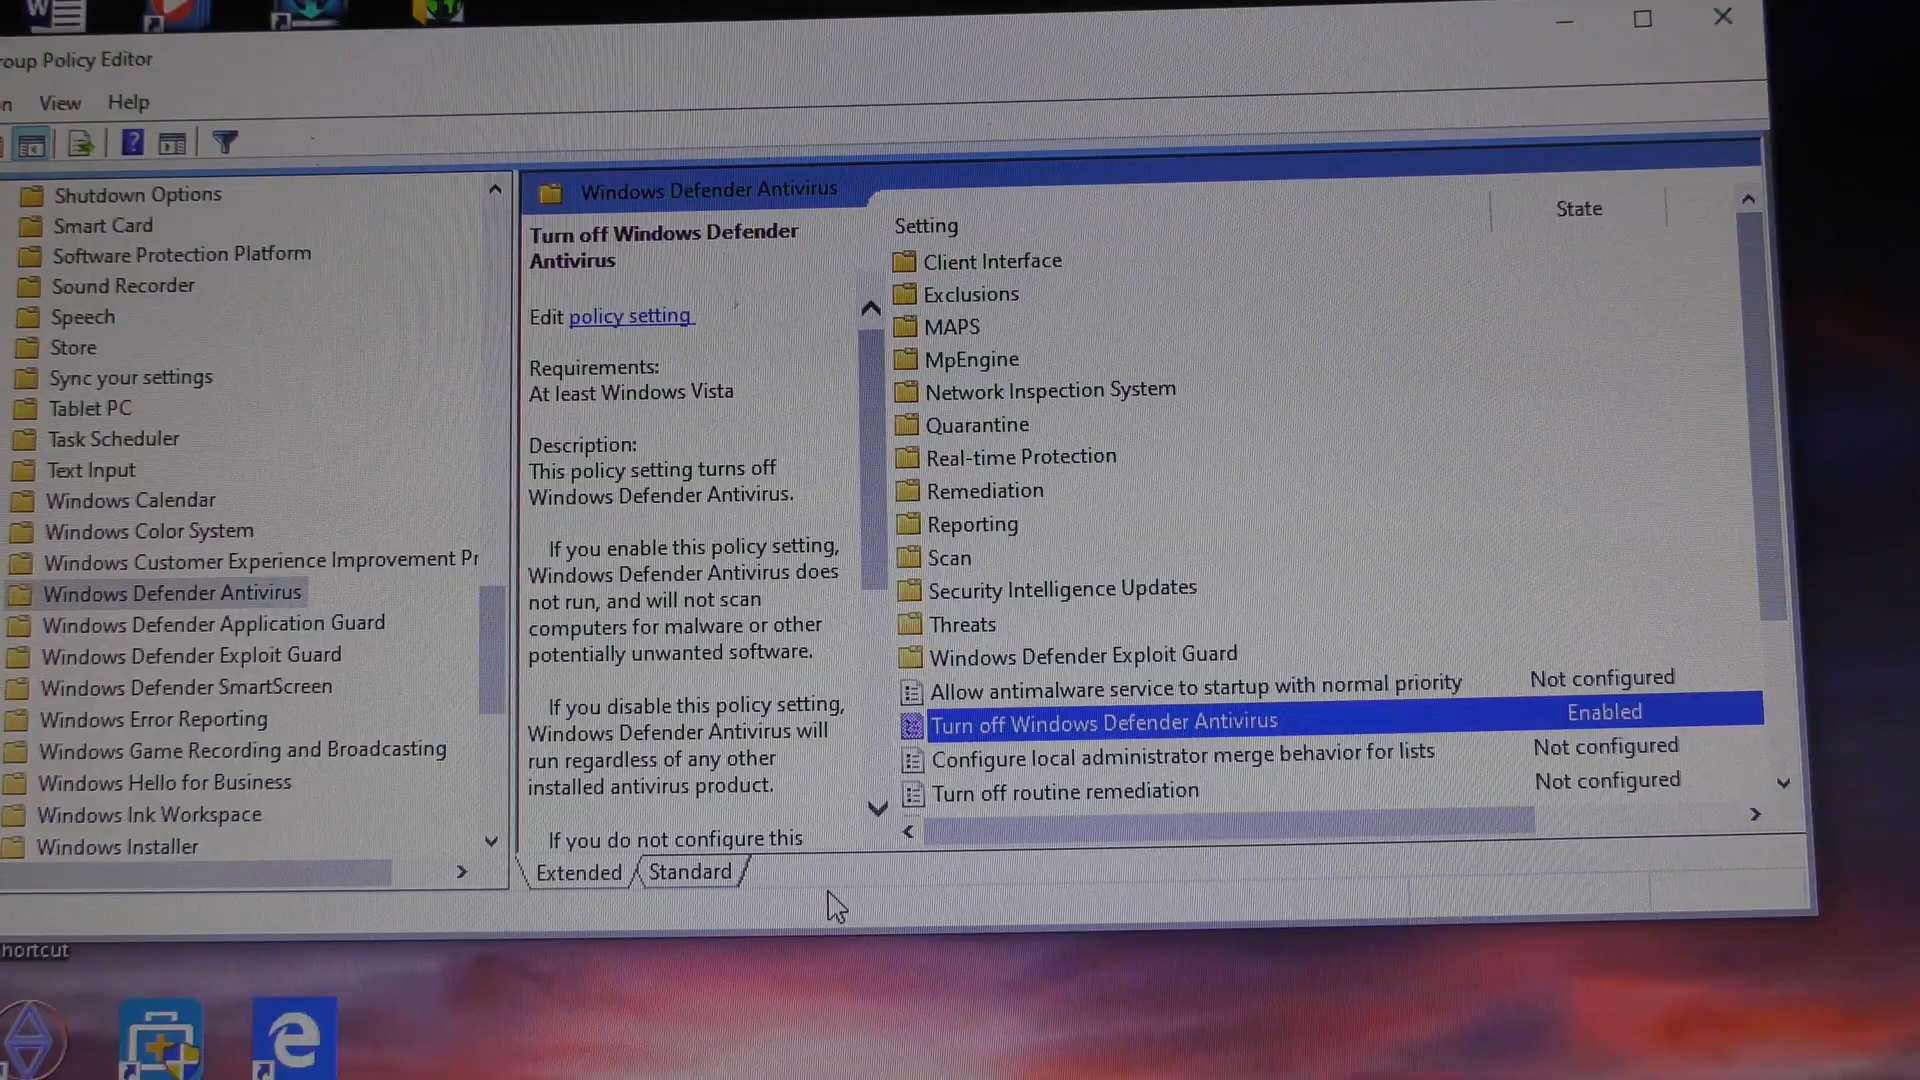 W
roup Policy Editor
n View Help
?
Shutdown Options
Smart Card
Software Protection Platform
Sound Recorder
Speech
Store
Sync your settings
Tablet PC
Task Scheduler
Text Input
Windows Calendar
Windows Color System
Windows Customer Experience Improvement Pr
Windows Defender Antivirus
Windows Defender Application Guard
Windows Defender Exploit Guard
Windows Defender SmartScreen
Windows Error Reporting
Windows Game Recording and Broadcasting
Windows Hello for Business
Windows Ink Workspace
Windows Installer
Windows Defender Antivirus
Turn off Windows Defender
Antivirus
Edit policy setting
Requirements:
At least Windows Vista
Description:
This policy setting turns off
Windows Defender Antivirus.
If you enable this policy setting,
Windows Defender Antivirus does
not run, and will not scan
computers for malware or other
potentially unwanted software.
If you disable this policy setting,
Windows Defender Antivirus will
run regardless of any other
installed antivirus product.
If you do not configure this
Setting State
Client Interface
Exclusions
MAPS
MpEngine
Network Inspection System
Quarantine
Real-time Protection
Remediation
Reporting
Scan
Security Intelligence Updates
Threats
Windows Defender Exploit Guard
Allow antimalware service to startup with normal priority Not configured
Turn off Windows Defender Antivirus Enabled
Configure local administrator merge behavior for lists Not configured
Turn off routine remediation Not configured
Extended Standard
hortcut